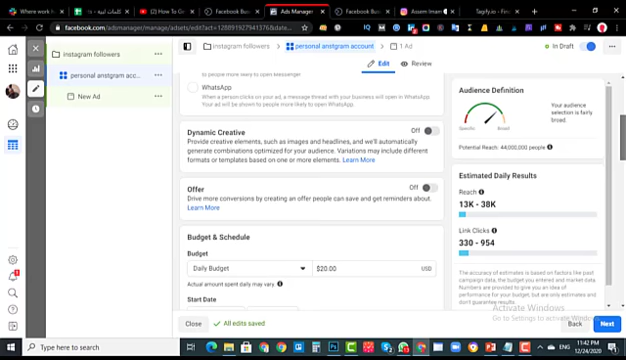 Where work h
Ads Manager
How To G
Facebook Bus
Facebook Bus
Assem Inam
Tapify.io
facebook.com/adsmanager/manage/adsets/edit?act=128891927941376&date
instagram followers
personal anstgram acc...
New Ad
instagram followers
personal anstgram account
1 Ad
In Draft
Edit
Review
to people more likely to open Messenger
WhatsApp
When a person clicks on your ad, a message thread with your business will open in WhatsApp.
Your ad will be shown to people more likely to open WhatsApp.
Dynamic Creative
Off
Provide creative elements, such as images and headlines, and we'll automatically
generate combinations optimized for your audience. Variations may include different
formats or templates based on one or more elements. Learn More
Offer
Off
Drive more conversions by creating an offer people can save and get reminders about.
Learn More
Budget & Schedule
Budget
Daily Budget
$20.00
USD
Actual amount spent daily may vary.
Start Date
Audience Definition
Specific
Broad
Your audience
selection is fairly
broad.
Potential Reach: 44,000,000 people
Estimated Daily Results
Reach
13K - 38K
Link Clicks
330 - 954
The accuracy of estimates is based on factors like past
campaign data, the budget you entered and market
data. Numbers are provided to give you an idea of
performance for your budget, but are only estimates and
don't guarantee results.
Activate Windows
Go to Settings to activate Windows.
Close
All edits saved
Back
Next
Type here to search
11:42 PM
12/24/2020